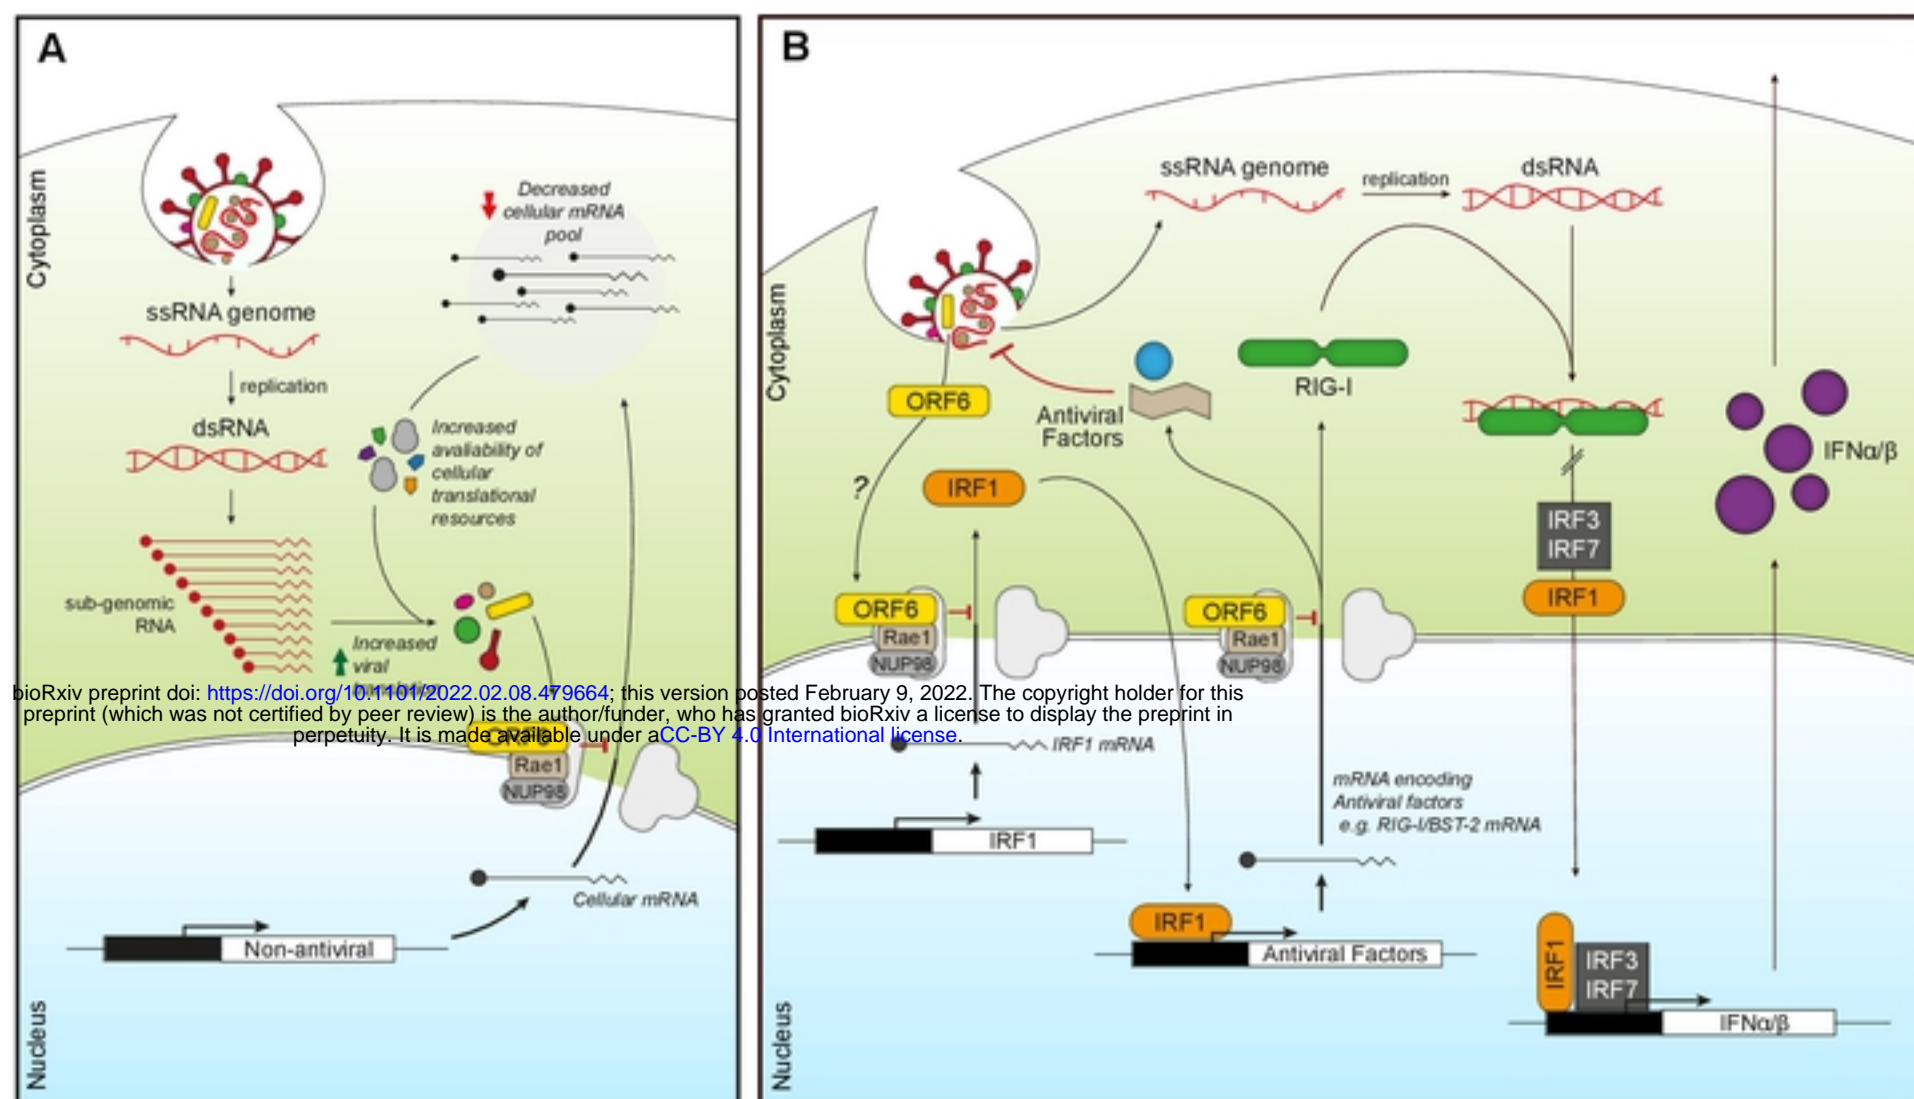 A
Cytoplasm
Decreased
cellular mRNA
pool
ssRNA genome
replication
dsRNA
Increased
avaliability of
cellular
translational
resources
sub-genomic
RNA
Increased
viral
ORF6
Rae1
NUP98
Cellular mRNA
Non-antiviral
Nucleus
B
Cytoplasm
ssRNA genome
replication
dsRNA
ORF6
Antiviral
Factors
RIG-I
?
IRF1
IRF3
IRF7
IRF1
IFNα/β
ORF6
Rae1
NUP98
ORF6
Rae1
NUP98
IRF1 mRNA
IRF1
mRNA encoding
Antiviral factors
e.g. RIG-I/BST-2 mRNA
IRF1
Antiviral Factors
IRF1
IRF3
IRF7
IFNα/β
Nucleus
bioRxiv preprint doi: https://doi.org/10.1101/2022.02.08.479664; this version posted February 9, 2022. The copyright holder for this
preprint (which was not certified by peer review) is the author/funder, who has granted bioRxiv a license to display the preprint in
perpetuity. It is made available under aCC-BY 4.0 International license.